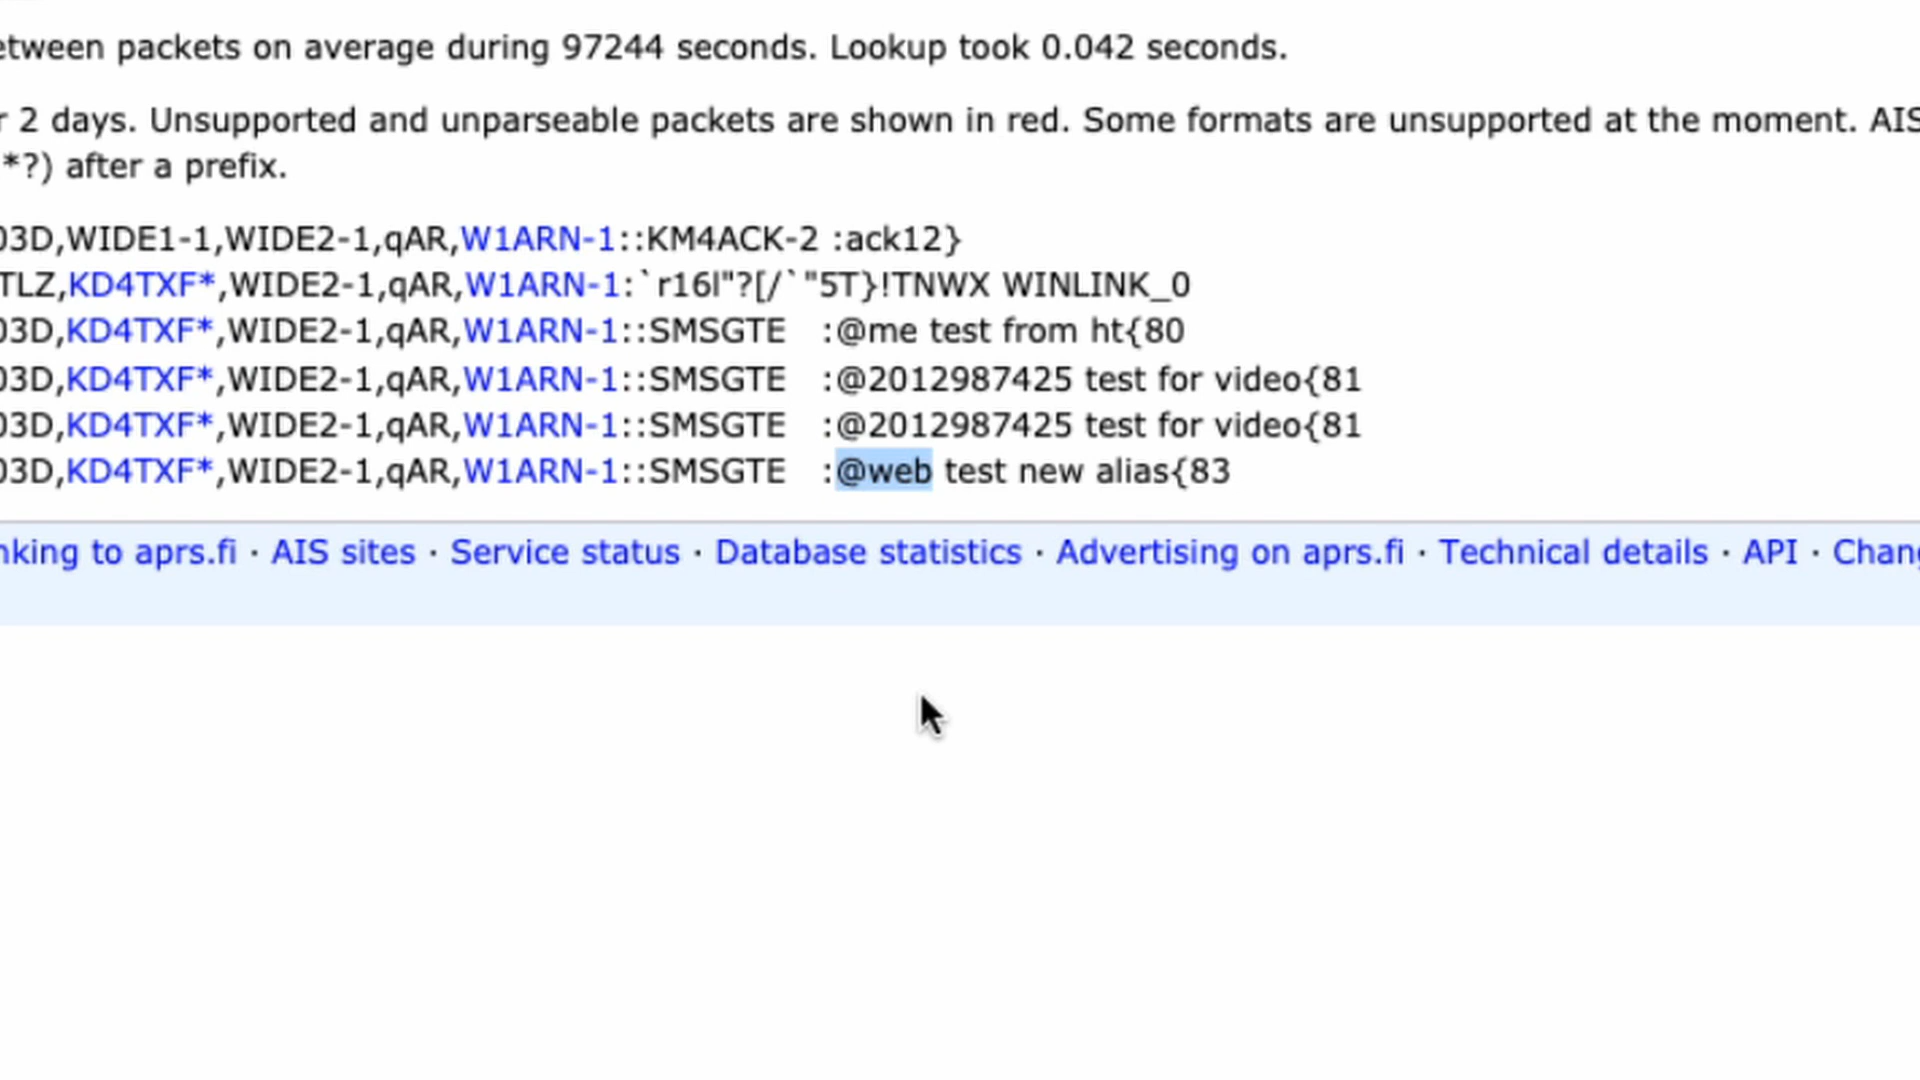 etween packets on average during 97244 seconds. Lookup took 0.042 seconds.
r 2 days. Unsupported and unparseable packets are shown in red. Some formats are unsupported at the moment. AIS
*?) after a prefix.
03D,WIDE1-1,WIDE2-1,qAR,W1ARN-1::KM4ACK-2 :ack12}
TLZ,KD4TXF*,WIDE2-1,qAR,W1ARN-1:`r16l"?[/`"5T}!TNWX WINLINK_0
03D,KD4TXF*,WIDE2-1,qAR,W1ARN-1::SMSGTE   :@me test from ht{80
03D,KD4TXF*,WIDE2-1,qAR,W1ARN-1::SMSGTE   :@2012987425 test for video{81
03D,KD4TXF*,WIDE2-1,qAR,W1ARN-1::SMSGTE   :@2012987425 test for video{81
03D,KD4TXF*,WIDE2-1,qAR,W1ARN-1::SMSGTE   :@web test new alias{83
nking to aprs.fi · AIS sites · Service status · Database statistics · Advertising on aprs.fi · Technical details · API · Chang